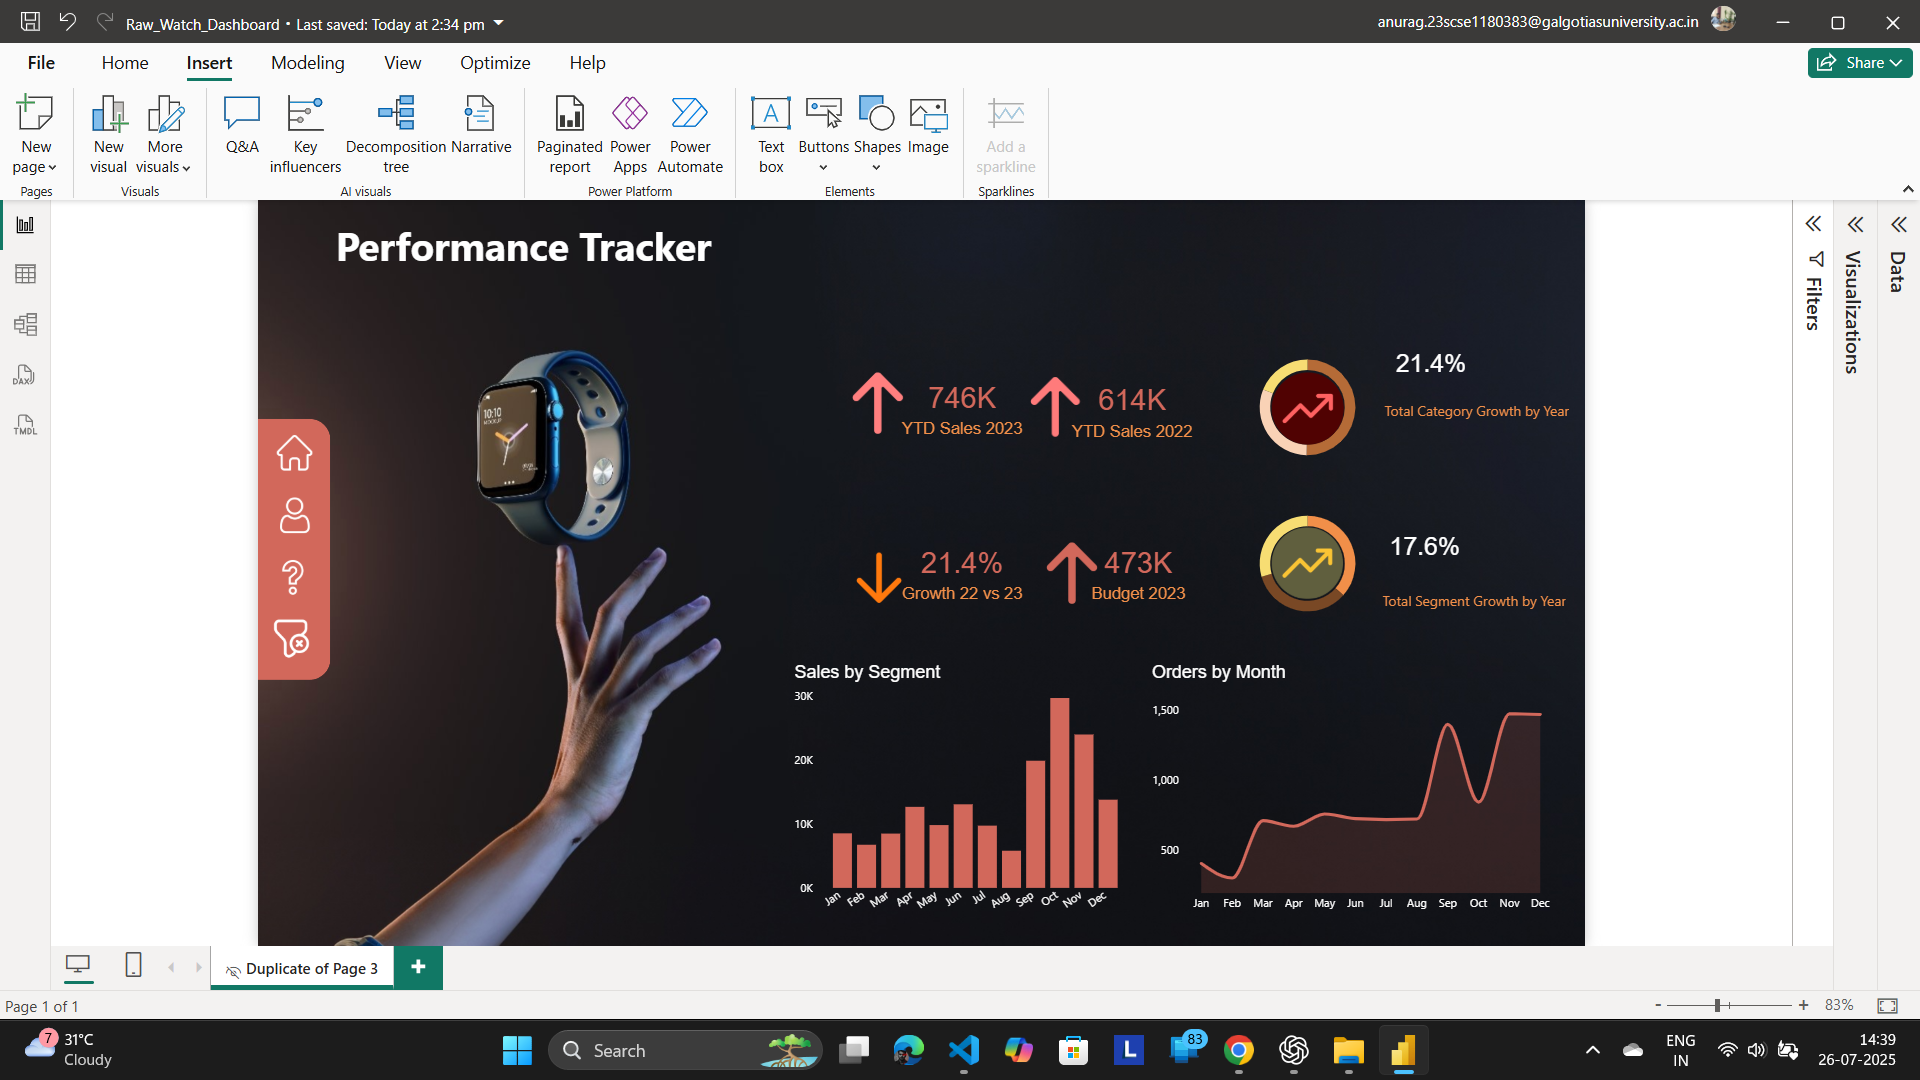 Raw_Watch_Dashboard • Last saved: Today at 2:34 pm
anurag.23scse1180383@galgotiasuniversity.ac.in
File Home Insert Modeling View Optimize Help
Share
New page
New visual
More visuals
Q&A
Key influencers
Decomposition tree
Narrative
Paginated report
Power Apps
Power Automate
Text box
Buttons
Shapes
Image
Add a sparkline
Pages
Visuals
AI visuals
Power Platform
Elements
Sparklines
DAX
TMDL
Performance Tracker
10:10
746K
YTD Sales 2023
614K
YTD Sales 2022
21.4%
Total Category Growth by Year
21.4%
Growth 22 vs 23
473K
Budget 2023
17.6%
Total Segment Growth by Year
Sales by Segment
30K
20K
10K
0K
Jan Feb Mar Apr May Jun Jul Aug Sep Oct Nov Dec
Orders by Month
1,500
1,000
500
Jan Feb Mar Apr May Jun Jul Aug Sep Oct Nov Dec
Filters
Visualizations
Data
Duplicate of Page 3
Page 1 of 1
- + 83%
7
31°C
Cloudy
Search
L
83
ENG
IN
14:39
26-07-2025